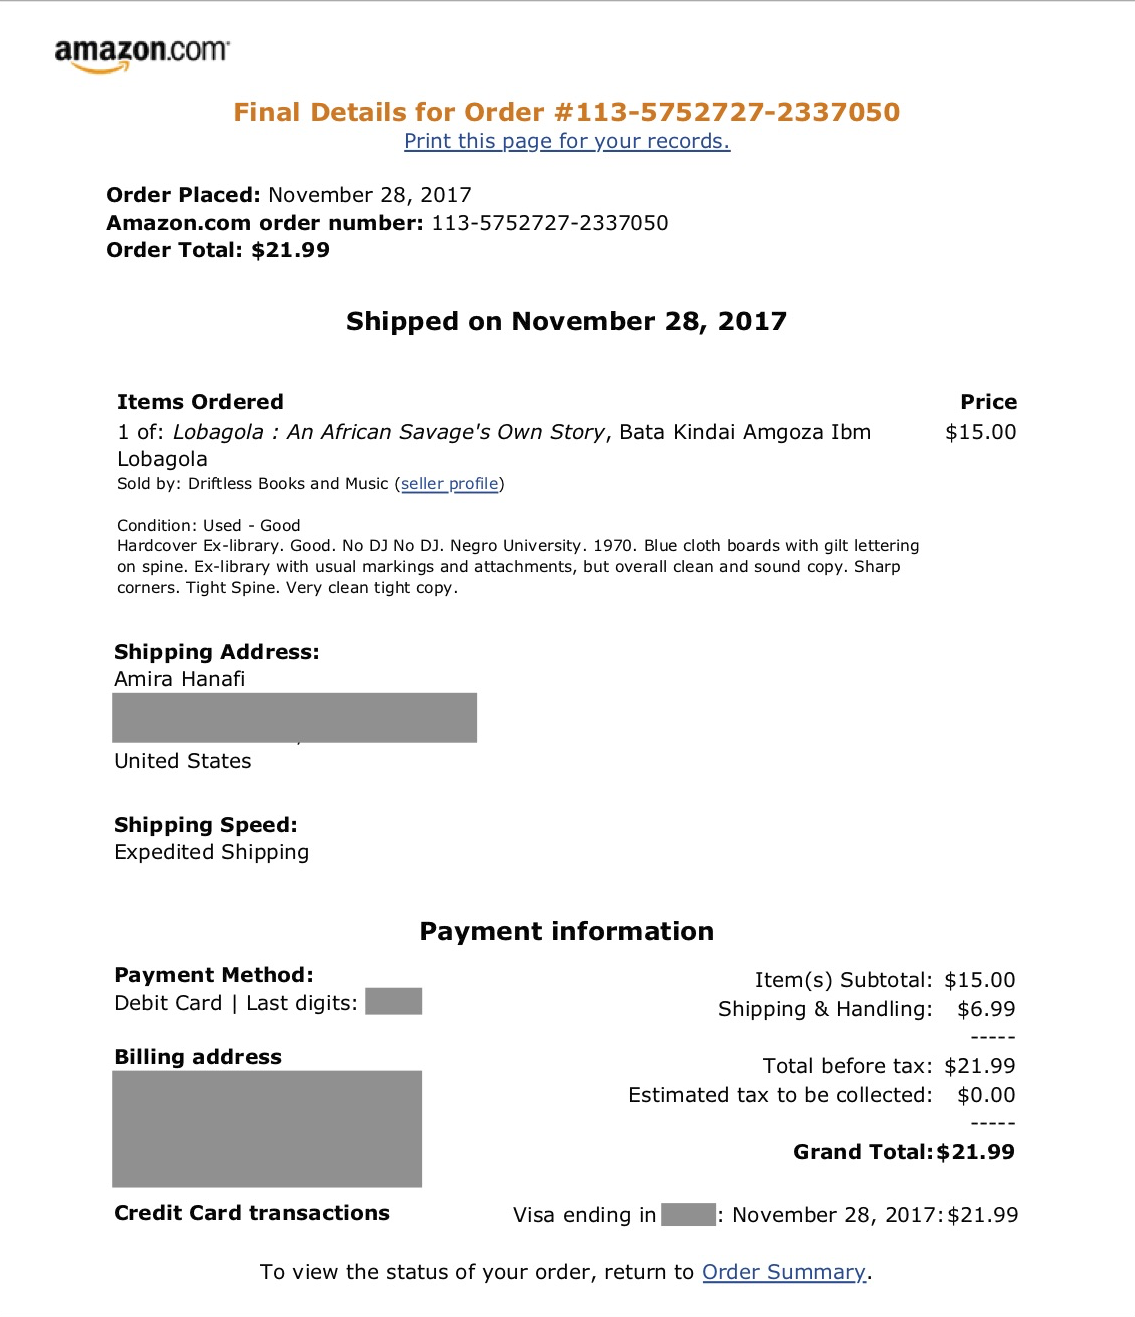 amazon.com
Final Details for Order #113-5752727-2337050
Print this page for your records.
Order Placed: November 28, 2017
Amazon.com order number: 113-5752727-2337050
Order Total: $21.99
Shipped on November 28, 2017
Items Ordered Price
1 of: Lobagola : An African Savage's Own Story, Bata Kindai Amgoza Ibm $15.00
Lobagola
Sold by: Driftless Books and Music (seller profile)
Condition: Used - Good
Hardcover Ex-library. Good. No DJ No DJ. Negro University. 1970. Blue cloth boards with gilt lettering
on spine. Ex-library with usual markings and attachments, but overall clean and sound copy. Sharp
corners. Tight Spine. Very clean tight copy.
Shipping Address:
Amira Hanafi
United States
Shipping Speed:
Expedited Shipping
Payment information
Payment Method:
Debit Card | Last digits:
Billing address
Item(s) Subtotal: $15.00
Shipping & Handling: $6.99
-----
Total before tax: $21.99
Estimated tax to be collected: $0.00
-----
Grand Total: $21.99
Credit Card transactions
Visa ending in : November 28, 2017: $21.99
To view the status of your order, return to Order Summary.